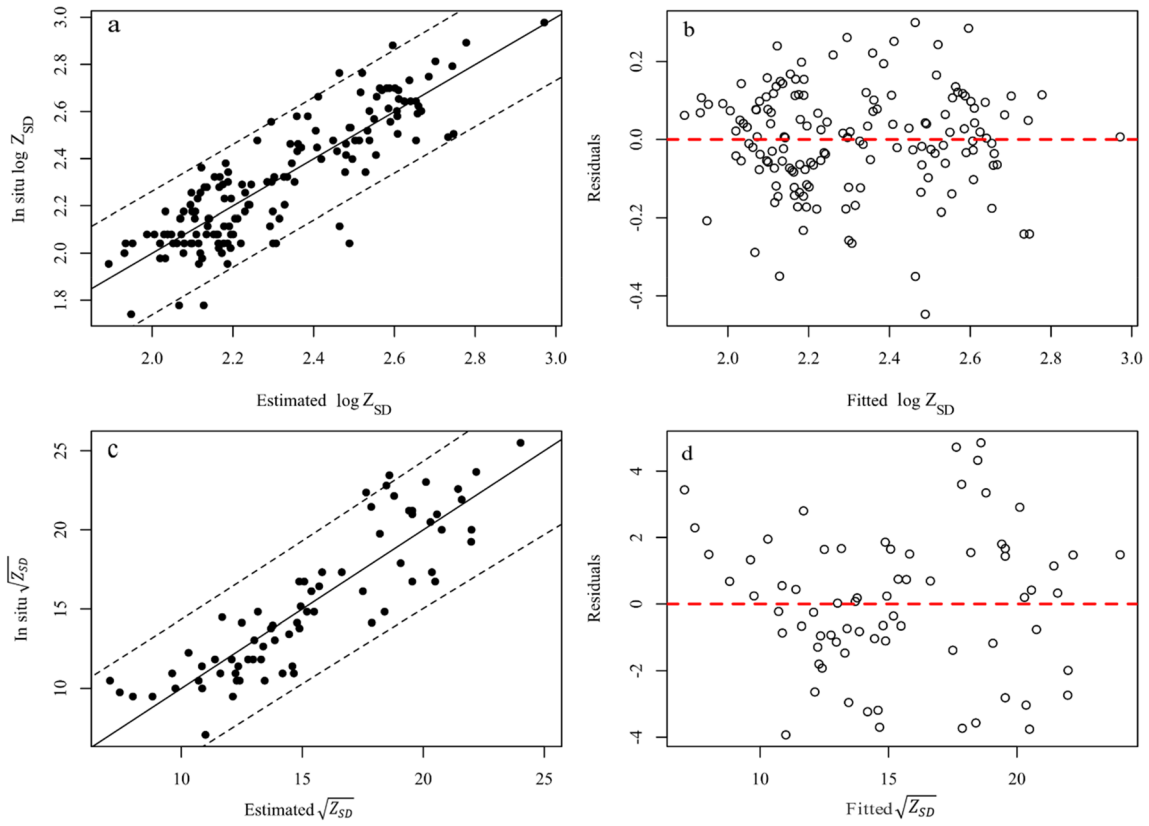 a
3.0
2.8
2.6
2.4
2.2
2.0
1.8
In situ log Z_SD
2.0 2.2 2.4 2.6 2.8 3.0
Estimated log Z_SD
b
0.2
0.0
-0.2
-0.4
Residuals
2.0 2.2 2.4 2.6 2.8 3.0
Fitted log Z_SD
c
25
20
15
10
In situ √Z_SD
10 15 20 25
Estimated √Z_SD
d
4
2
0
-2
-4
Residuals
10 15 20
Fitted √Z_SD